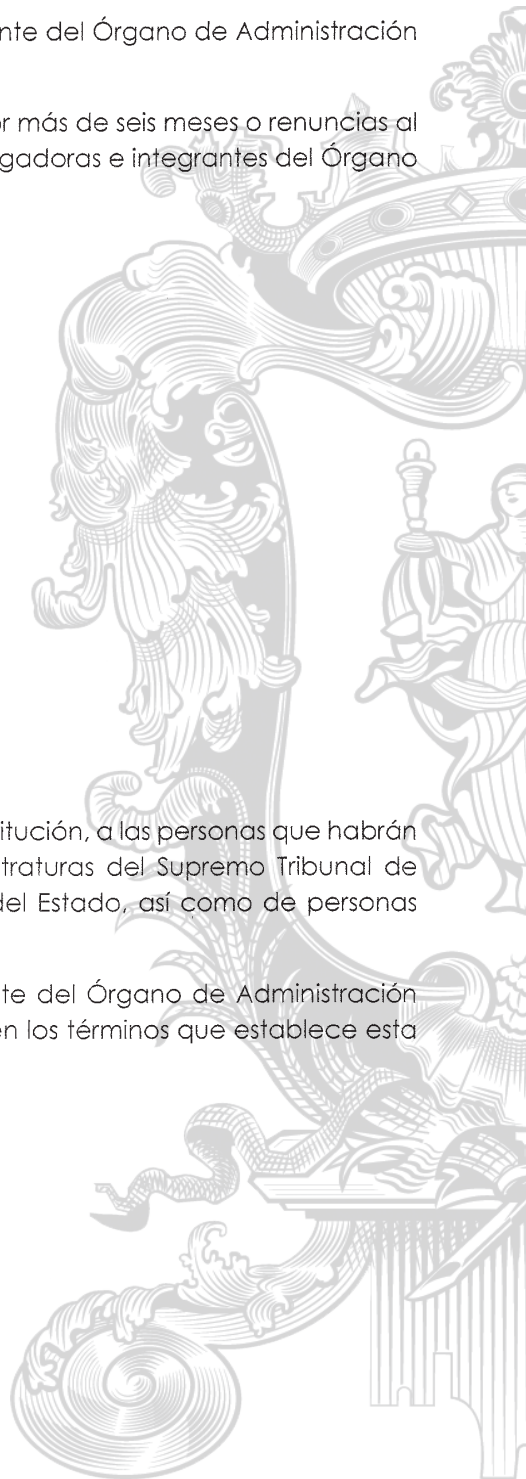 nte del Órgano de Administración
r más de seis meses o renuncias al
gadoras e integrantes del Órgano
titución, a las personas que habrán
traturas del Supremo Tribunal de
del Estado, así como de personas
te del Órgano de Administración
en los términos que establece esta